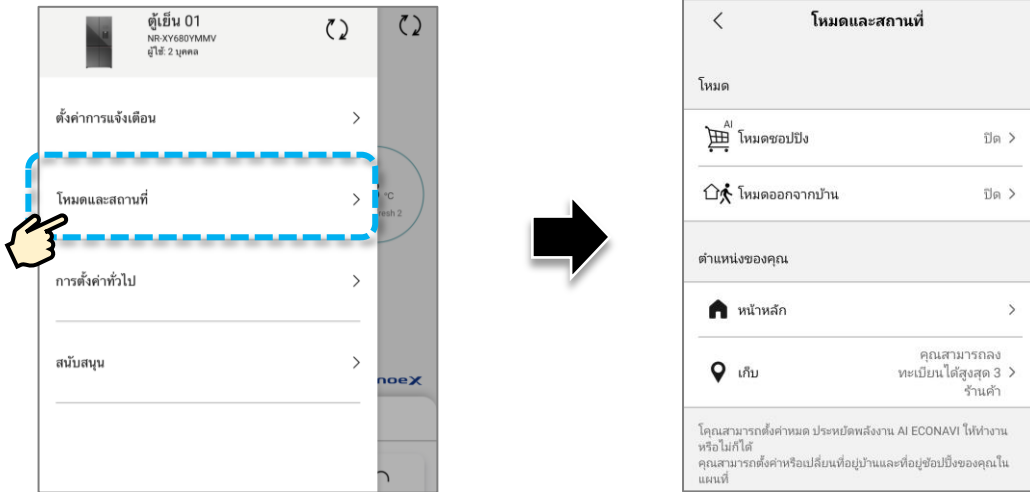 ตู้เย็น 01
NR-XY680YMMV
ผู้ใช้: 2 บุคคล
ตั้งค่าการแจ้งเตือน
โหมดและสถานที่
°C
resh 2
การตั้งค่าทั่วไป
สนับสนุน
noeX
โหมดและสถานที่
โหมด
AI
โหมดชอปปิง
ปิด
โหมดออกจากบ้าน
ปิด
ตำแหน่งของคุณ
หน้าหลัก
เก็บ
คุณสามารถลง
ทะเบียนได้สูงสุด 3
ร้านค้า
โคุณสามารถตั้งค่าหมด ประหยัดพลังงาน AI ECONAVI ให้ทำงาน
หรือไม่ก็ได้
คุณสามารถตั้งค่าหรือเปลี่ยนที่อยู่บ้านและที่อยู่ช้อปปิ้งของคุณใน
แผนที่